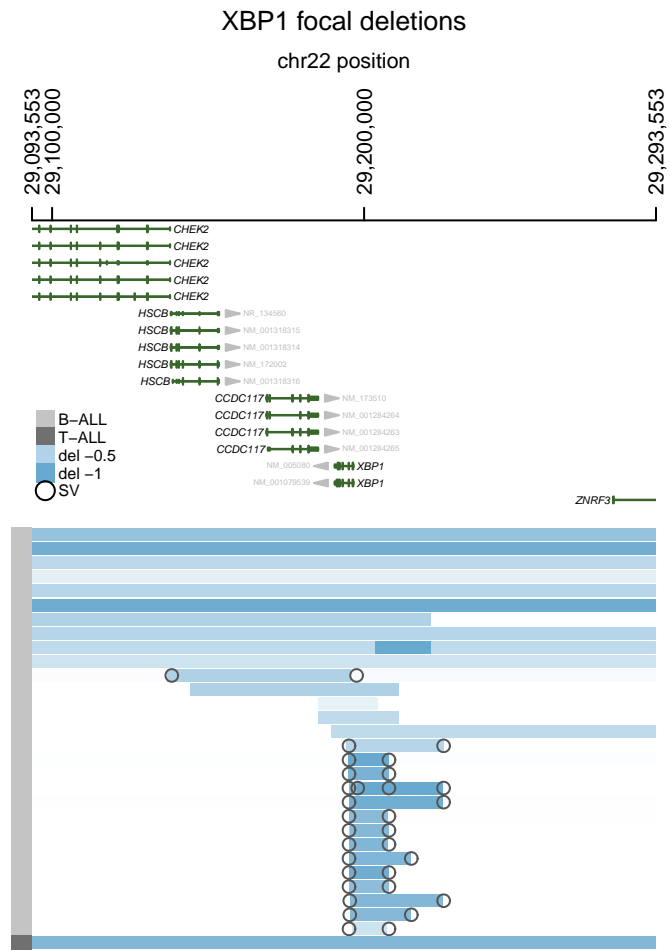 XBP1 focal deletions
chr22 position
29,093,553
29,100,000
29,200,000
29,293,553
CHEK2
CHEK2
CHEK2
CHEK2
CHEK2
HSCB NR_134560
HSCB NM_001318315
HSCB NM_001318314
HSCB NM_172002
HSCB NM_001318316
CCDC117 NM_173510
CCDC117 NM_001284264
CCDC117 NM_001284263
CCDC117 NM_001284265
NM_005080 XBP1
NM_001079539 XBP1
ZNRF3
B−ALL
T−ALL
del −0.5
del −1
SV